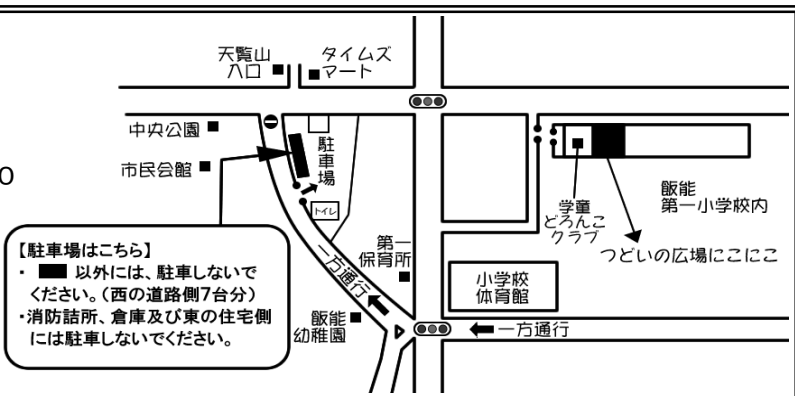 天覧山
入口
タイムズ
マート
中央公園
市民会館
駐車場
トイレ
学童
どろんこ
クラブ
飯能
第一小学校内
つどいの広場にこにこ
【駐車場はこちら】
・ 以外には、駐車しないで
ください。（西の道路側7台分）
・消防詰所、倉庫及び東の住宅側
には駐車しないでください。
一方通行
第一
保育所
小学校
体育館
飯能
幼稚園
一方通行